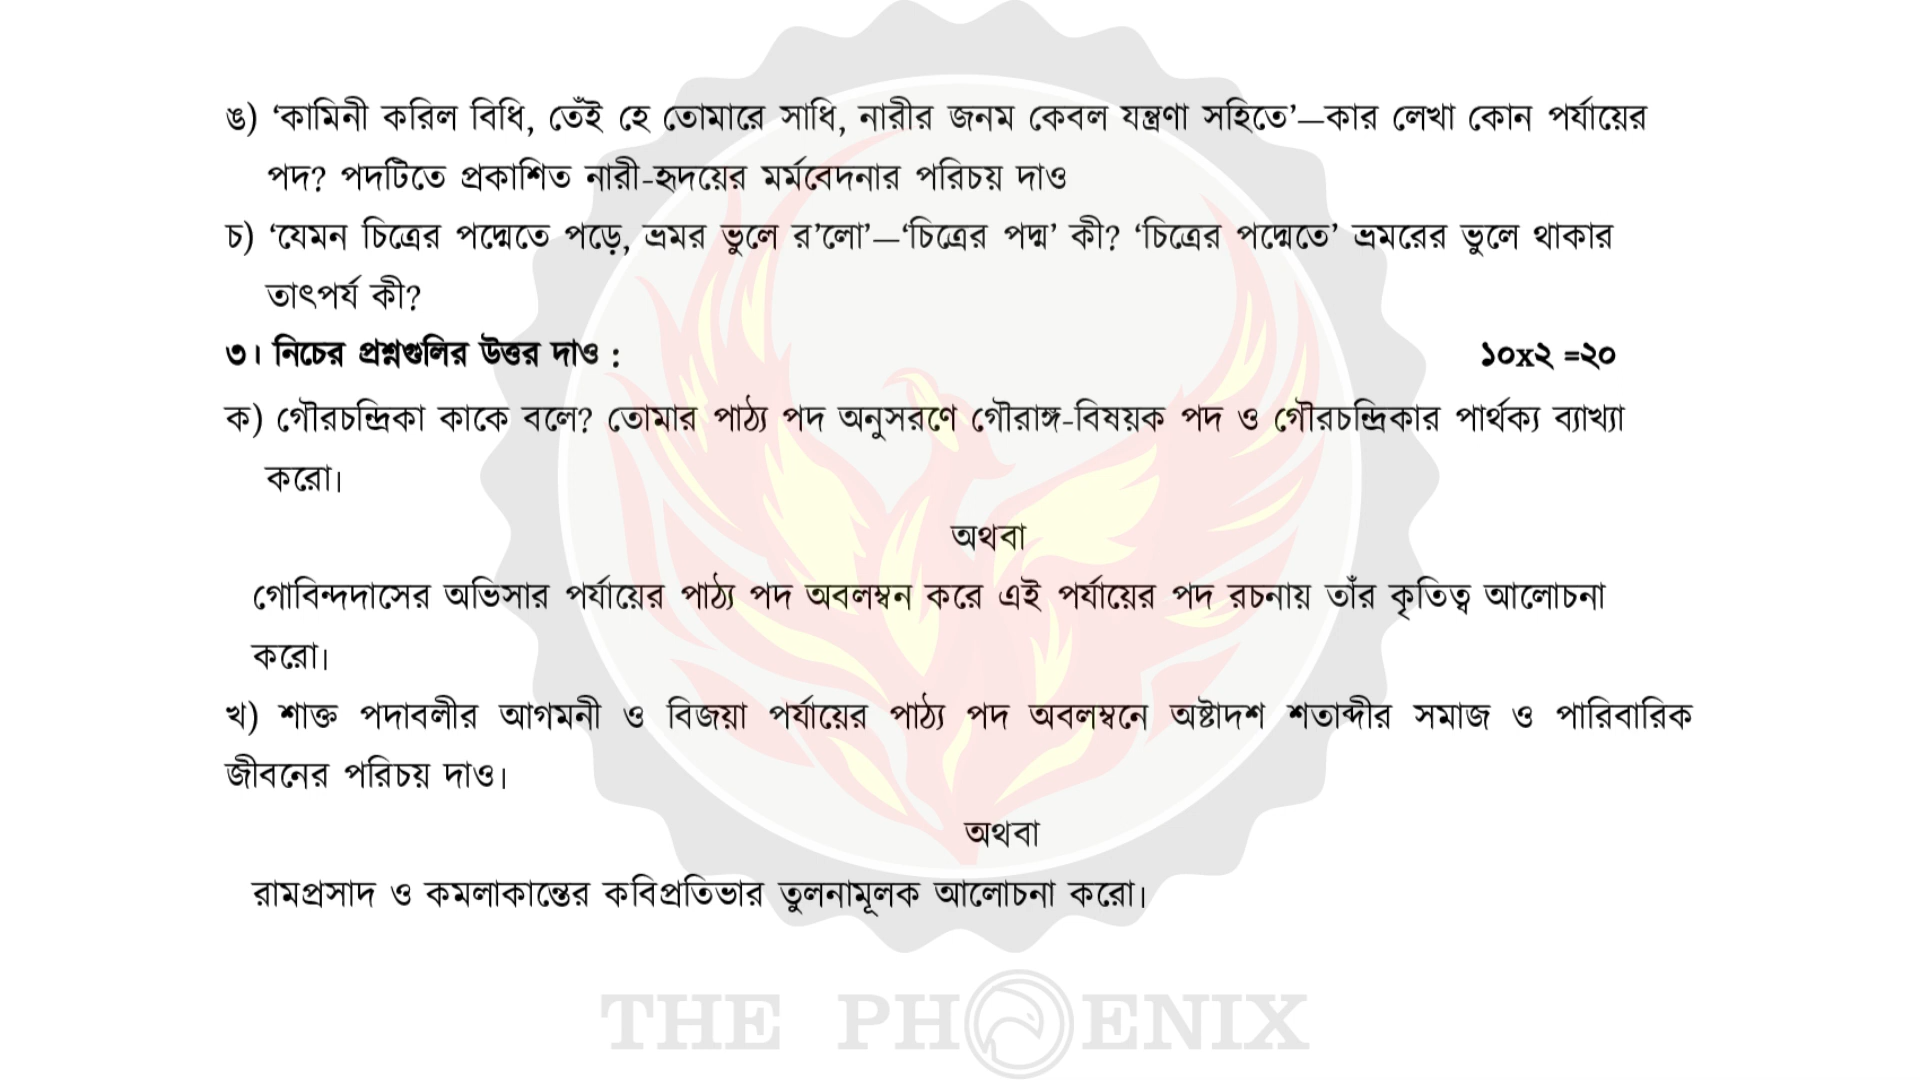 ঙ) ‘কামিনী করিল বিধি, তেঁই হে তোমারে সাধি, নারীর জনম কেবল যন্ত্রণা সহিতে’—কার লেখা কোন পর্যায়ের
পদ? পদটিতে প্রকাশিত নারী-হৃদয়ের মর্মবেদনার পরিচয় দাও
চ) ‘যেমন চিত্রের পদ্মেতে পড়ে, ভ্রমর ভুলে র’লো’—‘চিত্রের পদ্ম’ কী? ‘চিত্রের পদ্মেতে’ ভ্রমরের ভুলে থাকার
তাৎপর্য কী?
৩। নিচের প্রশ্নগুলির উত্তর দাও : ১০x২ =২০
ক) গৌরচন্দ্রিকা কাকে বলে? তোমার পাঠ্য পদ অনুসরণে গৌরাঙ্গ-বিষয়ক পদ ও গৌরচন্দ্রিকার পার্থক্য ব্যাখ্যা
করো।
অথবা
গোবিন্দদাসের অভিসার পর্যায়ের পাঠ্য পদ অবলম্বন করে এই পর্যায়ের পদ রচনায় তাঁর কৃতিত্ব আলোচনা
করো।
খ) শাক্ত পদাবলীর আগমনী ও বিজয়া পর্যায়ের পাঠ্য পদ অবলম্বনে অষ্টাদশ শতাব্দীর সমাজ ও পারিবারিক
জীবনের পরিচয় দাও।
অথবা
রামপ্রসাদ ও কমলাকান্তের কবিপ্রতিভার তুলনামূলক আলোচনা করো।
THE PHOENIX